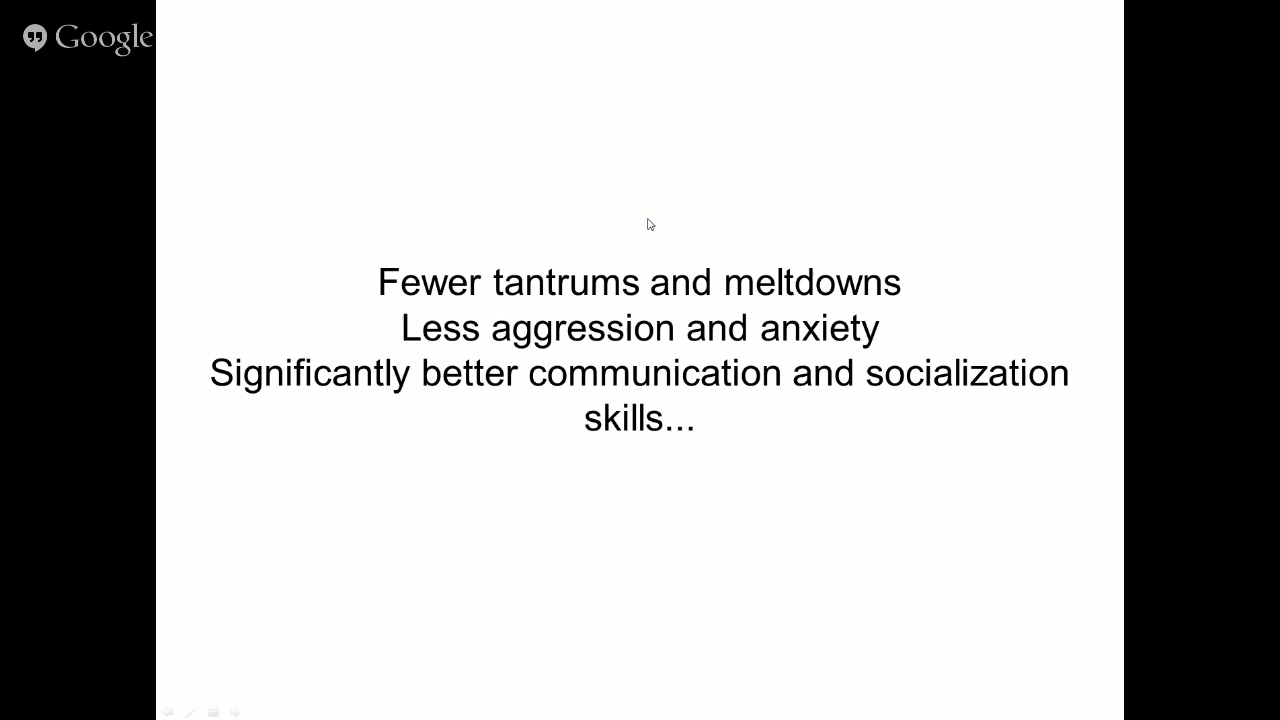 Google
Fewer tantrums and meltdowns
Less aggression and anxiety
Significantly better communication and socialization
skills...